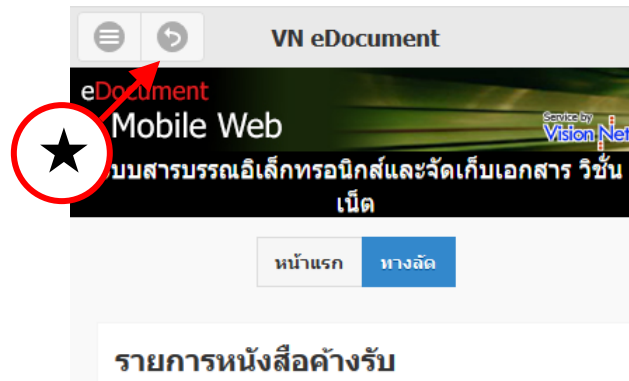 VN eDocument
eDocument
Mobile Web
Service by
Vision Net
ะบบสารบรรณอิเล็กทรอนิกส์และจัดเก็บเอกสาร วิชั่น
เน็ต
หน้าแรก ทางลัด
รายการหนังสือค้างรับ